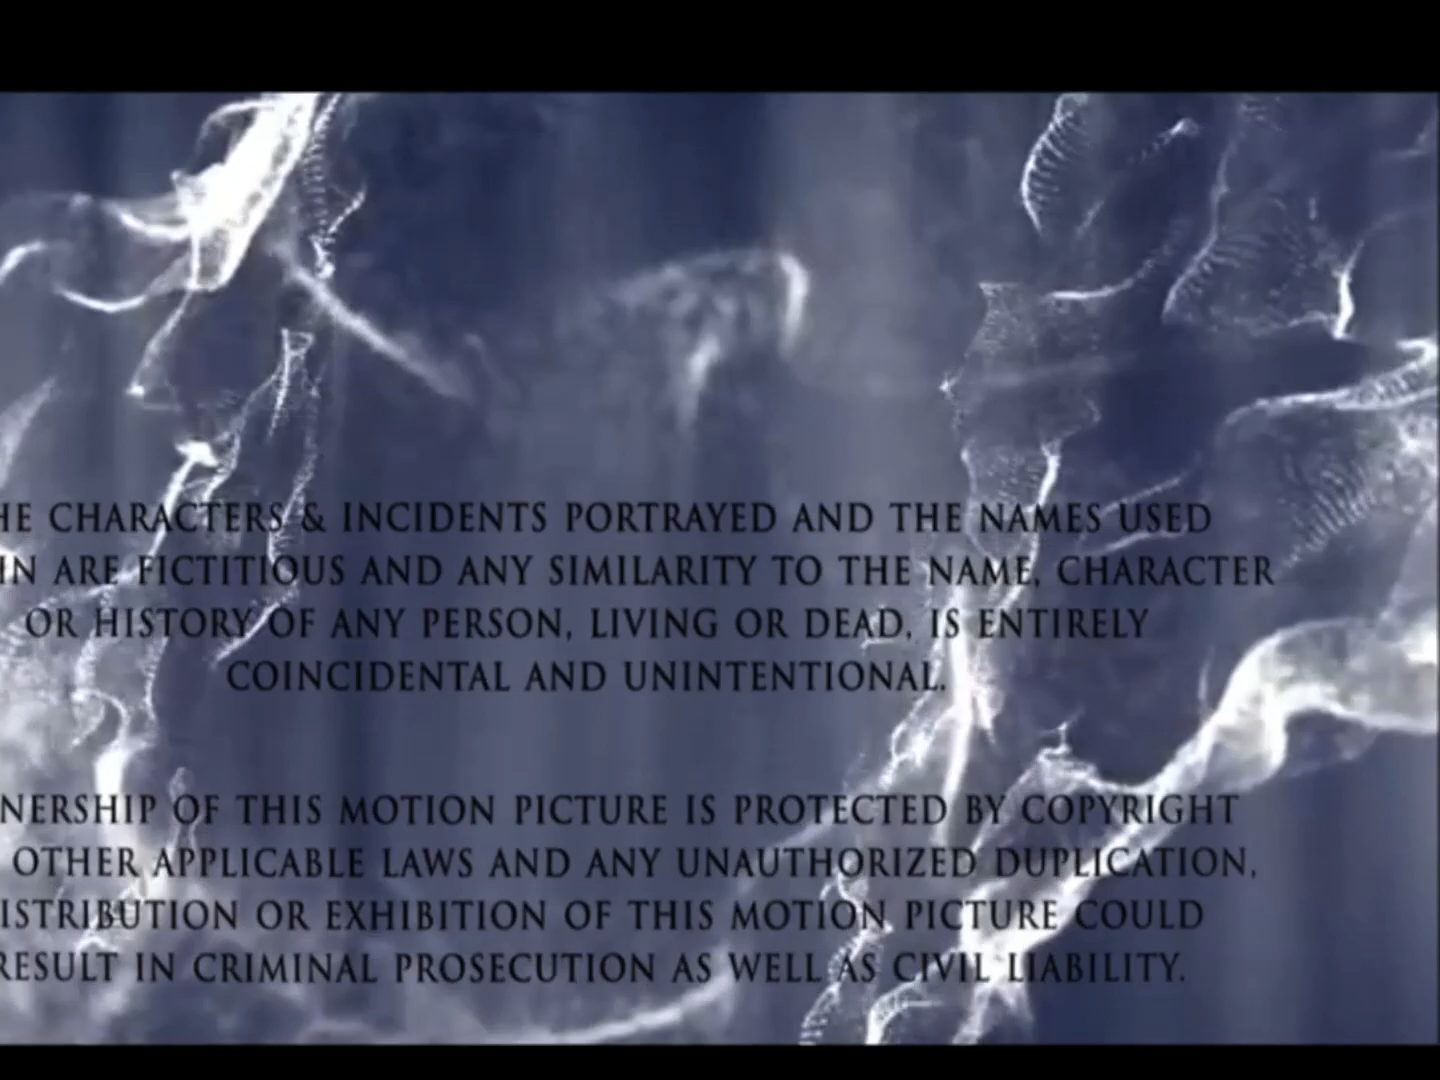 HE CHARACTERS & INCIDENTS PORTRAYED AND THE NAMES USED
IN ARE FICTITIOUS AND ANY SIMILARITY TO THE NAME, CHARACTER
OR HISTORY OF ANY PERSON, LIVING OR DEAD, IS ENTIRELY
COINCIDENTAL AND UNINTENTIONAL.
NERSHIP OF THIS MOTION PICTURE IS PROTECTED BY COPYRIGHT
OTHER APPLICABLE LAWS AND ANY UNAUTHORIZED DUPLICATION,
ISTRIBUTION OR EXHIBITION OF THIS MOTION PICTURE COULD
RESULT IN CRIMINAL PROSECUTION AS WELL AS CIVIL LIABILITY.